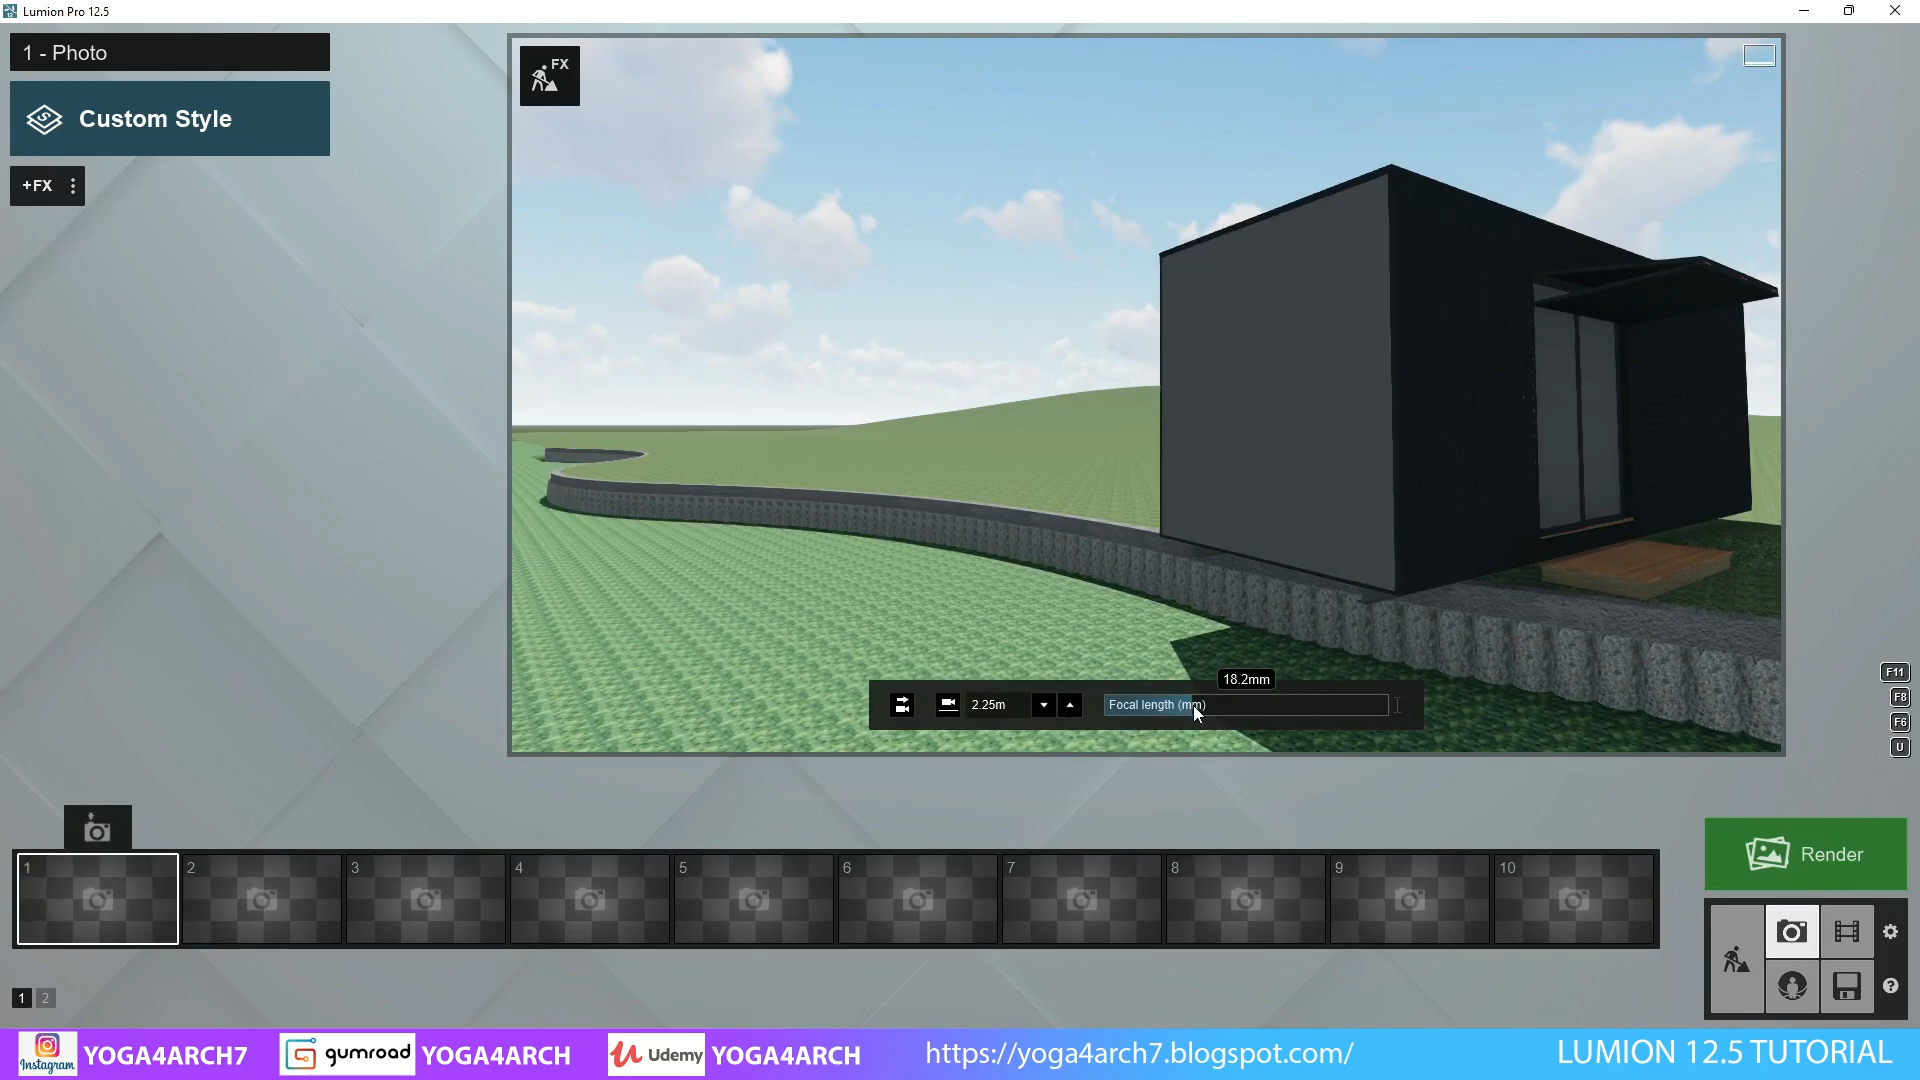 Lumion Pro 12.5
1 - Photo
Custom Style
+FX
FX
18.2mm
2.25m
Focal length (mm)
F11
F8
F6
U
1
2
3
4
5
6
7
8
9
10
Render
?
1
2
Instagram
YOGA4ARCH7
gumroad
YOGA4ARCH
Udemy
YOGA4ARCH
https://yoga4arch7.blogspot.com/
LUMION 12.5 TUTORIAL